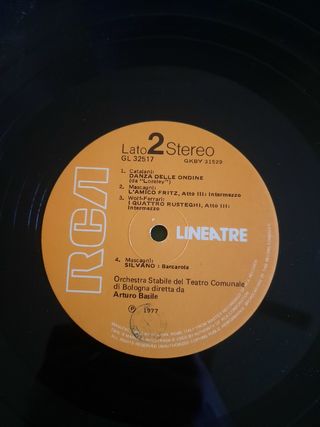 Lato 2 Stereo
GL 32517
GKBY 31529
1. Catalani:
DANZA DELLE ONDINE
(da "Loreley")
2. Mascagni:
L'AMICO FRITZ, Atto III: Intermezzo
3. Wolf-Ferrari:
I QUATTRO RUSTEGHI, Atto III:
Intermezzo
RCA
LINEATRE
4. Mascagni:
SILVANO : Barcarola
Orchestra Stabile del Teatro Comunale
di Bologna diretta da
Arturo Basile
℗ 1977